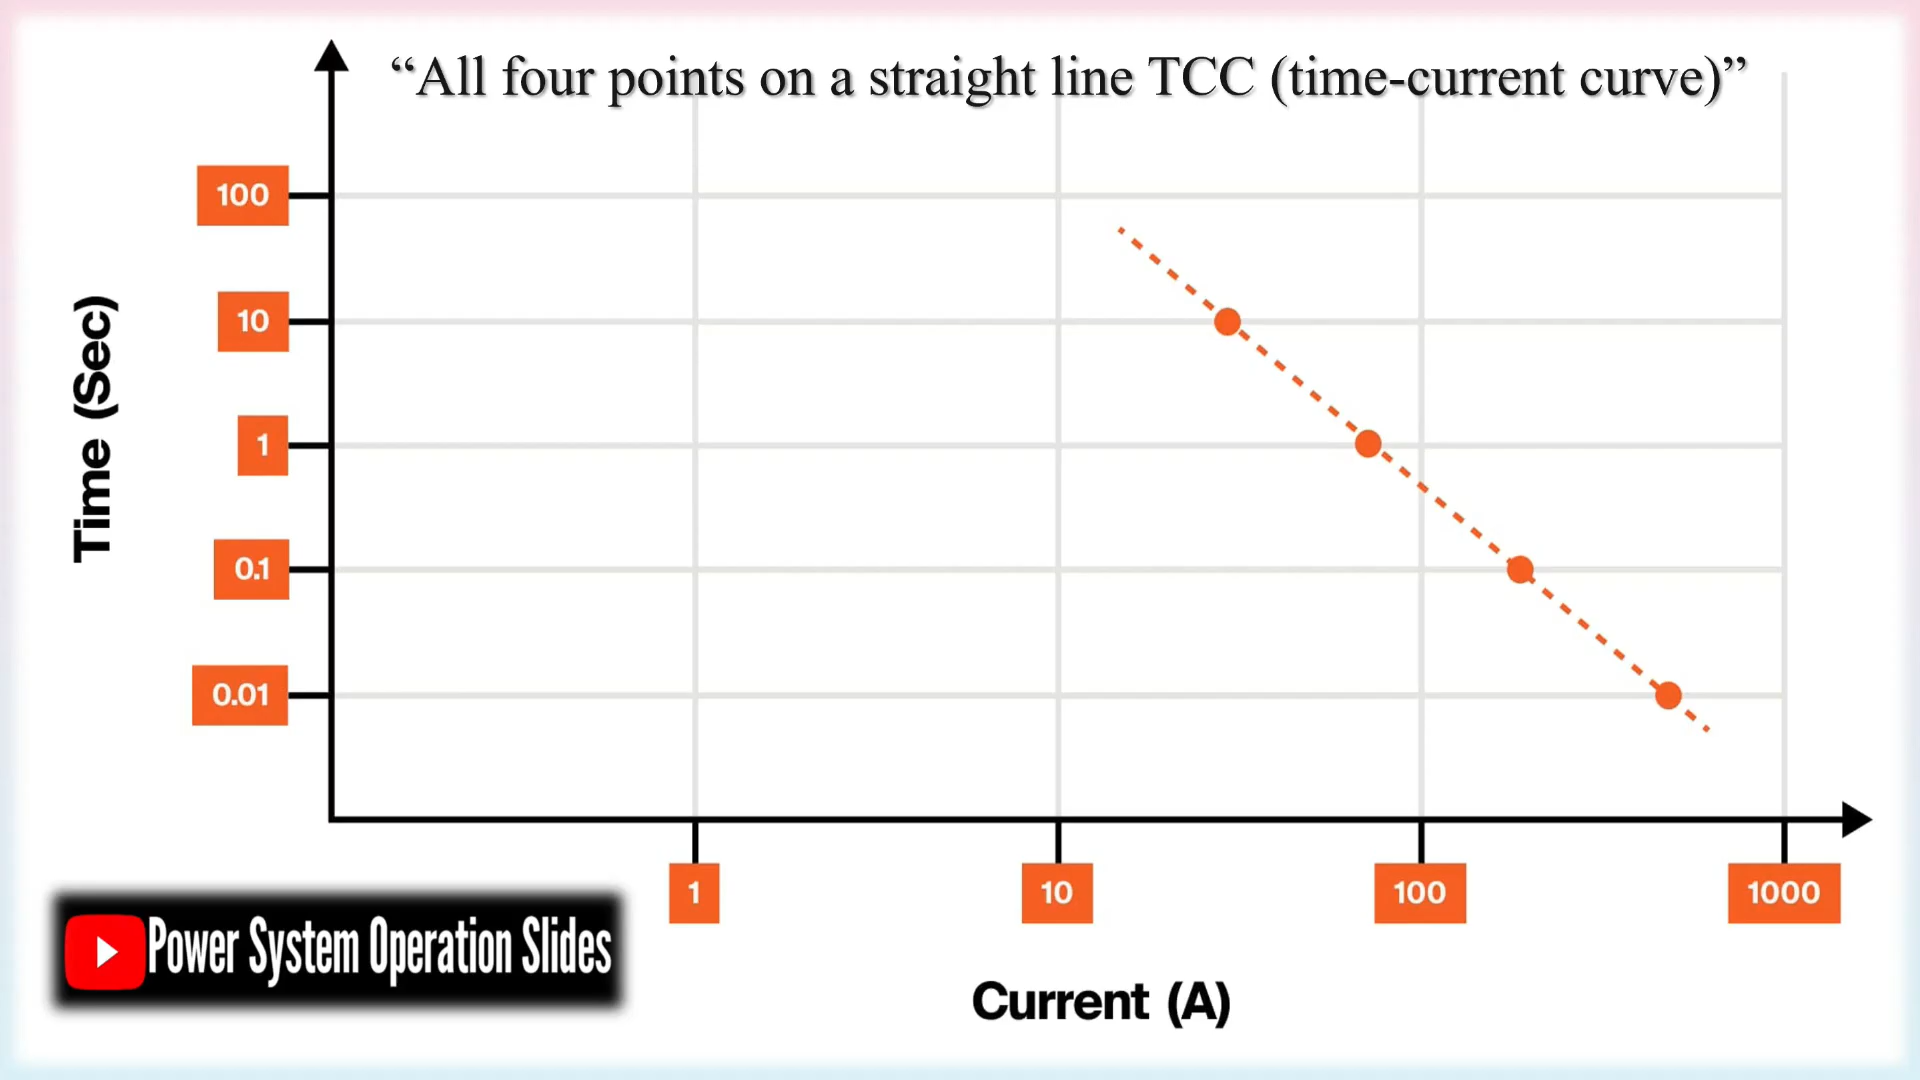 “All four points on a straight line TCC (time-current curve)”
100
10
1
0.1
0.01
Time (Sec)
1
10
100
1000
Current (A)
Power System Operation Slides